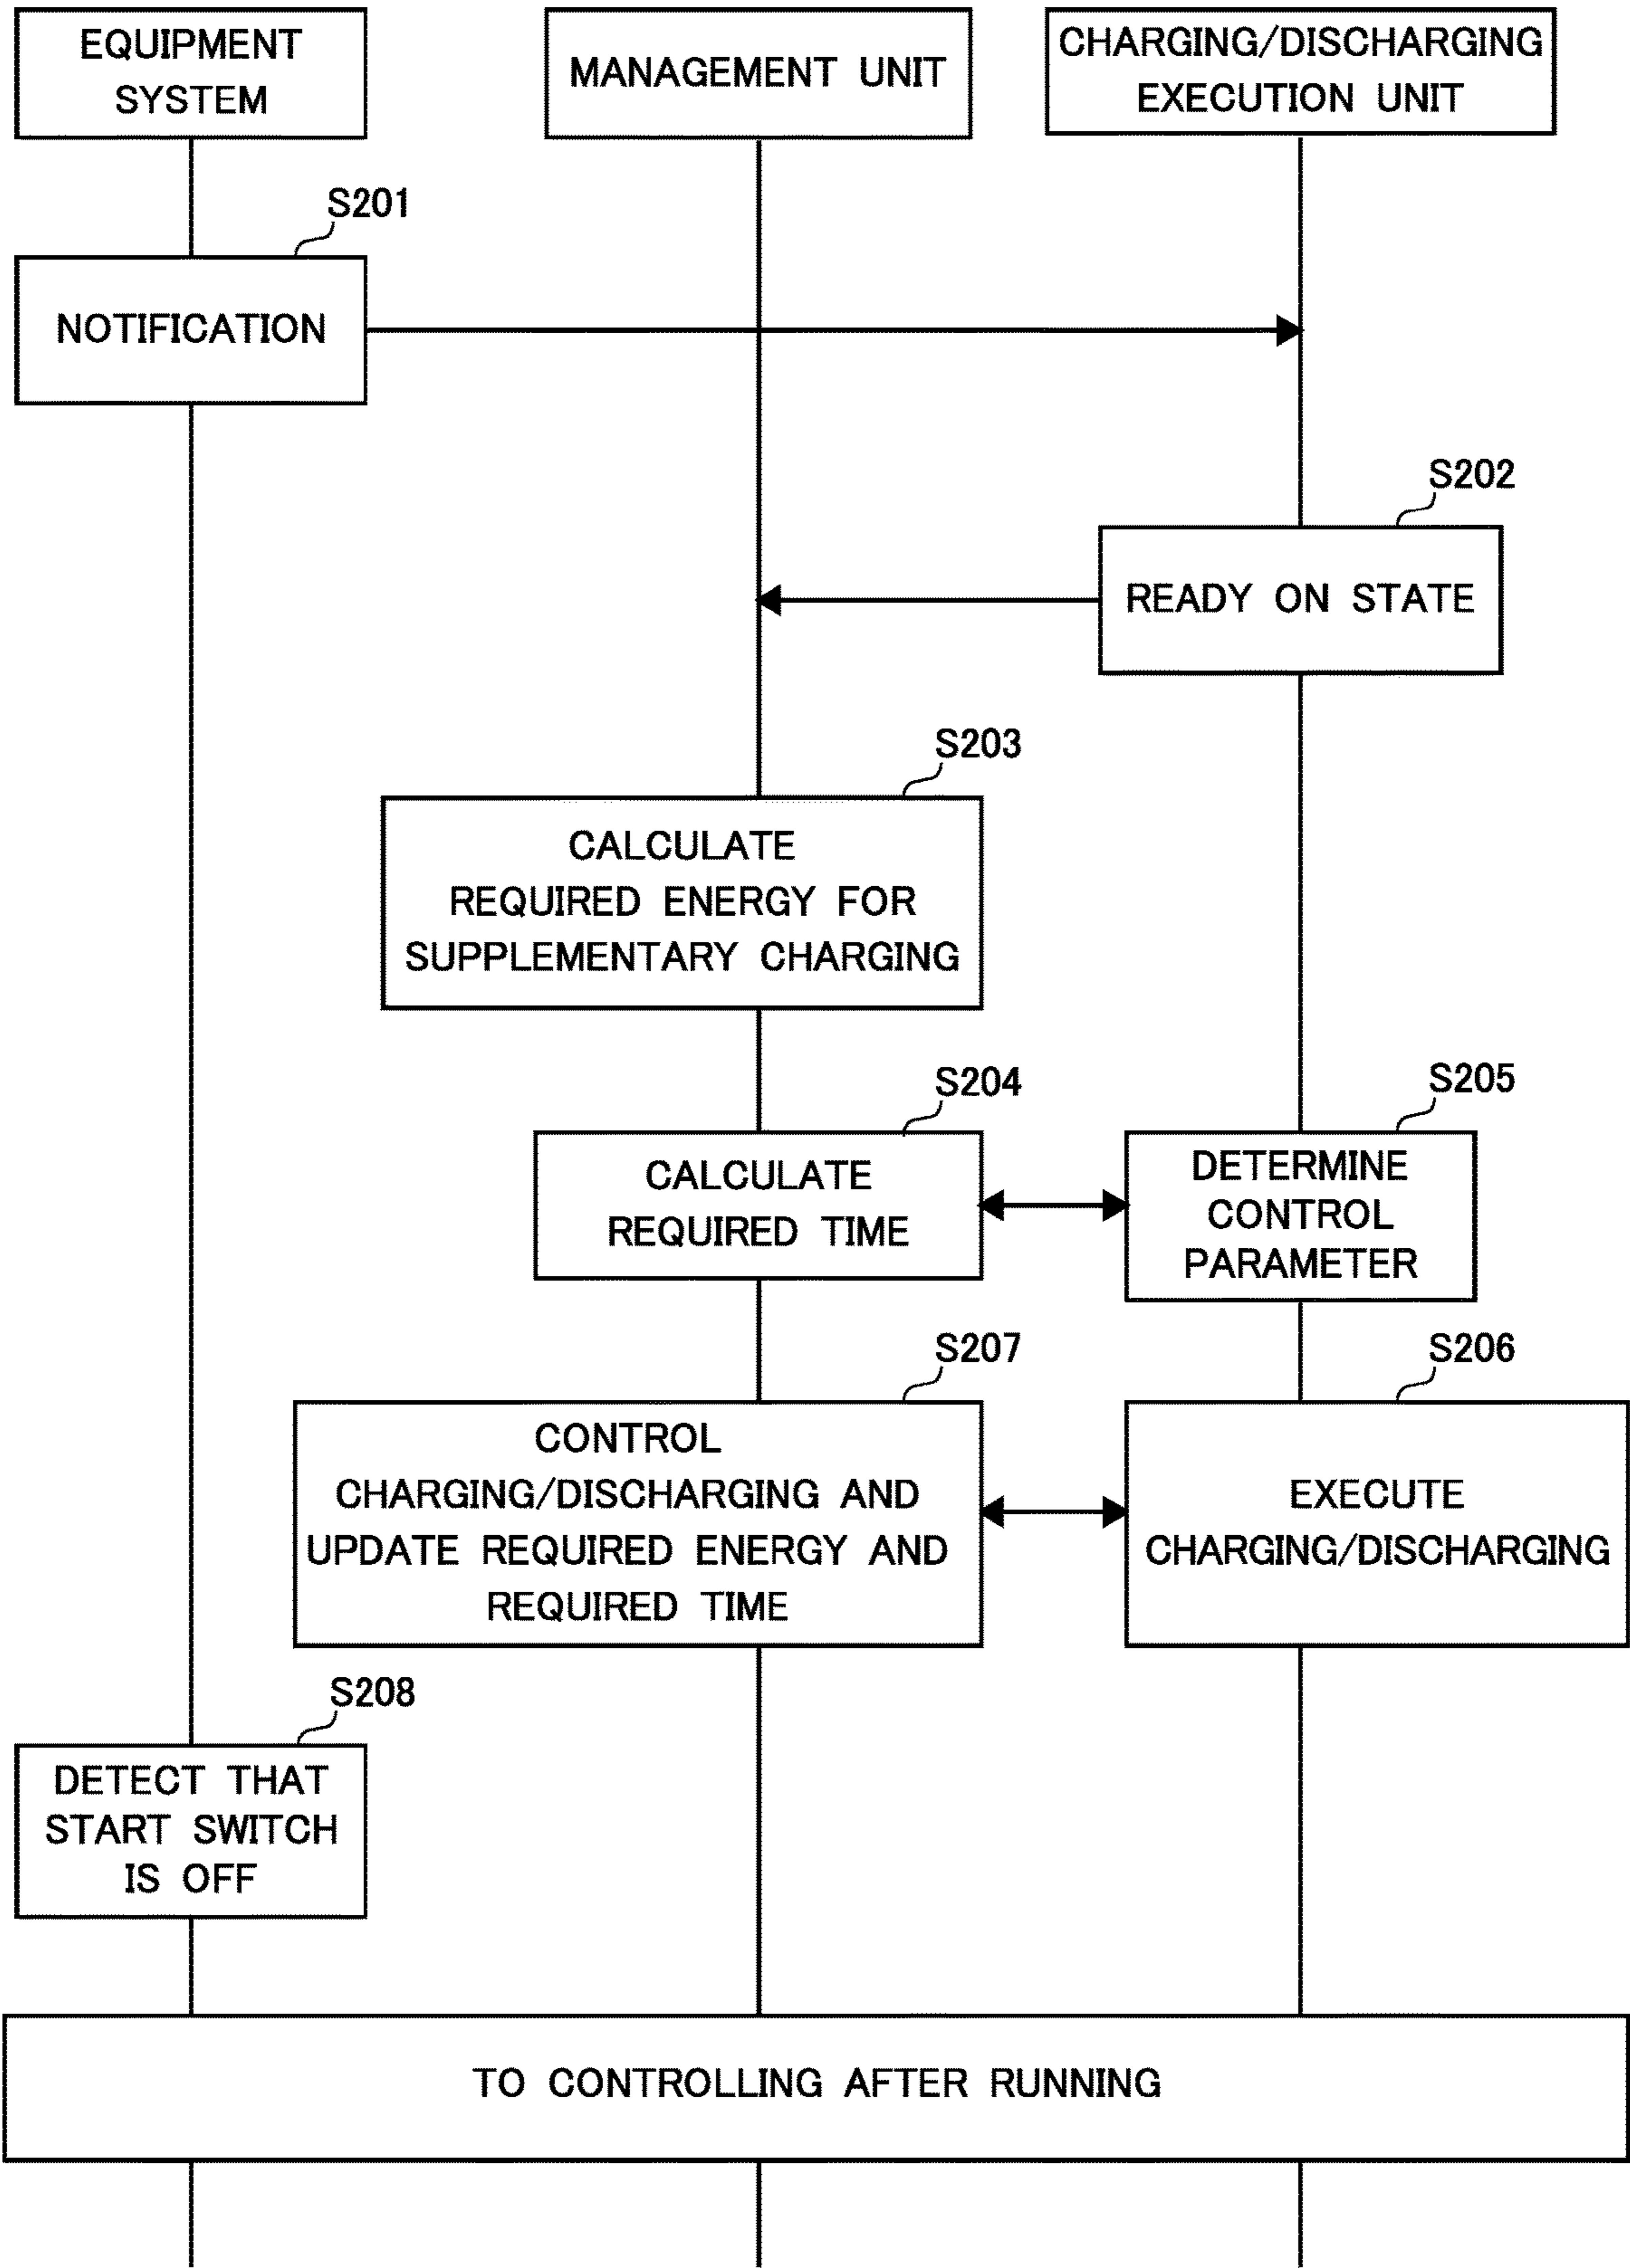 EQUIPMENT
SYSTEM
MANAGEMENT UNIT
CHARGING/DISCHARGING
EXECUTION UNIT
S201
NOTIFICATION
S202
READY ON STATE
S203
CALCULATE
REQUIRED ENERGY FOR
SUPPLEMENTARY CHARGING
S204
CALCULATE
REQUIRED TIME
S205
DETERMINE
CONTROL
PARAMETER
S207
CONTROL
CHARGING/DISCHARGING AND
UPDATE REQUIRED ENERGY AND
REQUIRED TIME
S206
EXECUTE
CHARGING/DISCHARGING
S208
DETECT THAT
START SWITCH
IS OFF
TO CONTROLLING AFTER RUNNING